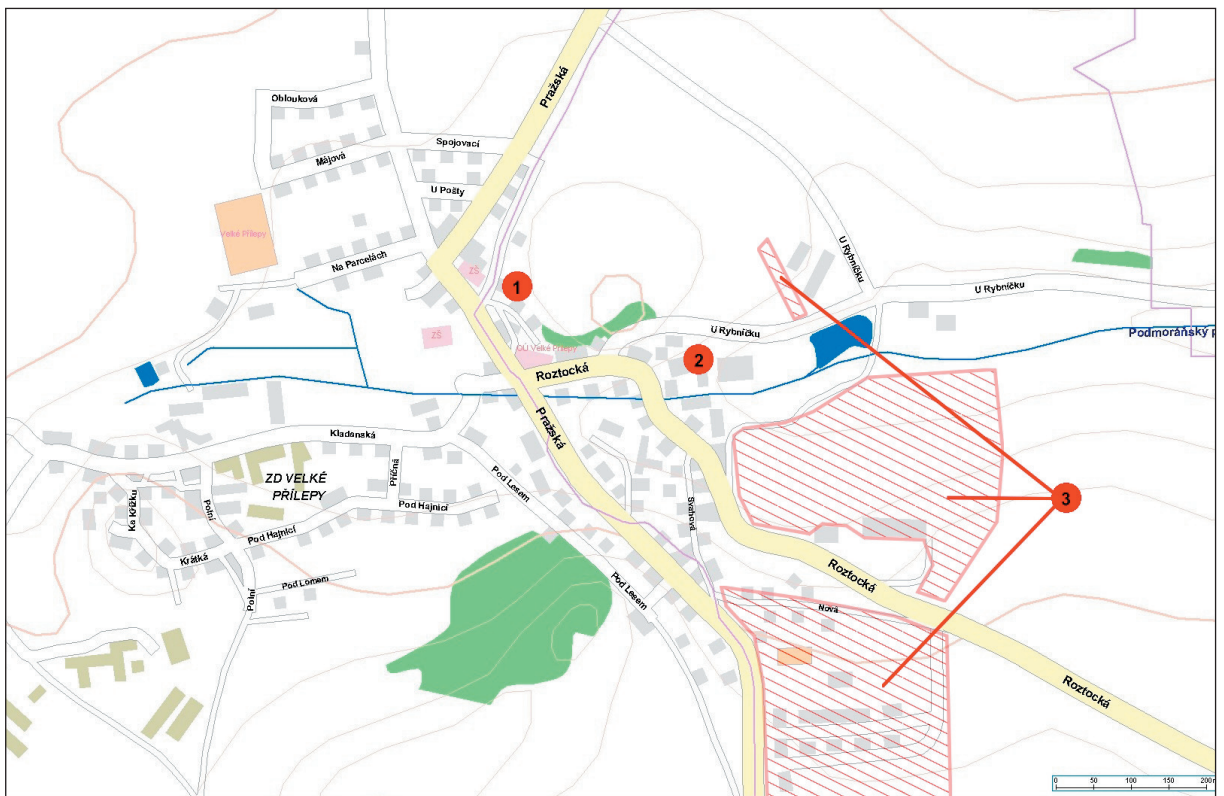 Pražská
Oblouková
Spojovací
Májová
U Pošty
Velké Přílepy
Na Parcelách
ZŠ
1
U Rybníčku
U Rybníčku
U Rybníčku
ZŠ
OÚ Velké Přílepy
2
Podmoráňský p
Roztocká
Pražská
Kladenská
ZD VELKÉ
PŘÍLEPY
Příčná
Pod Lesem
3
Ke Křížku
Polní
Pod Hajnicí
Svahová
Pod Hajnicí
Krátká
Pod Lomem
Polní
Pod Lesem
Roztocká
Nová
Roztocká
0 50 100 150 200m